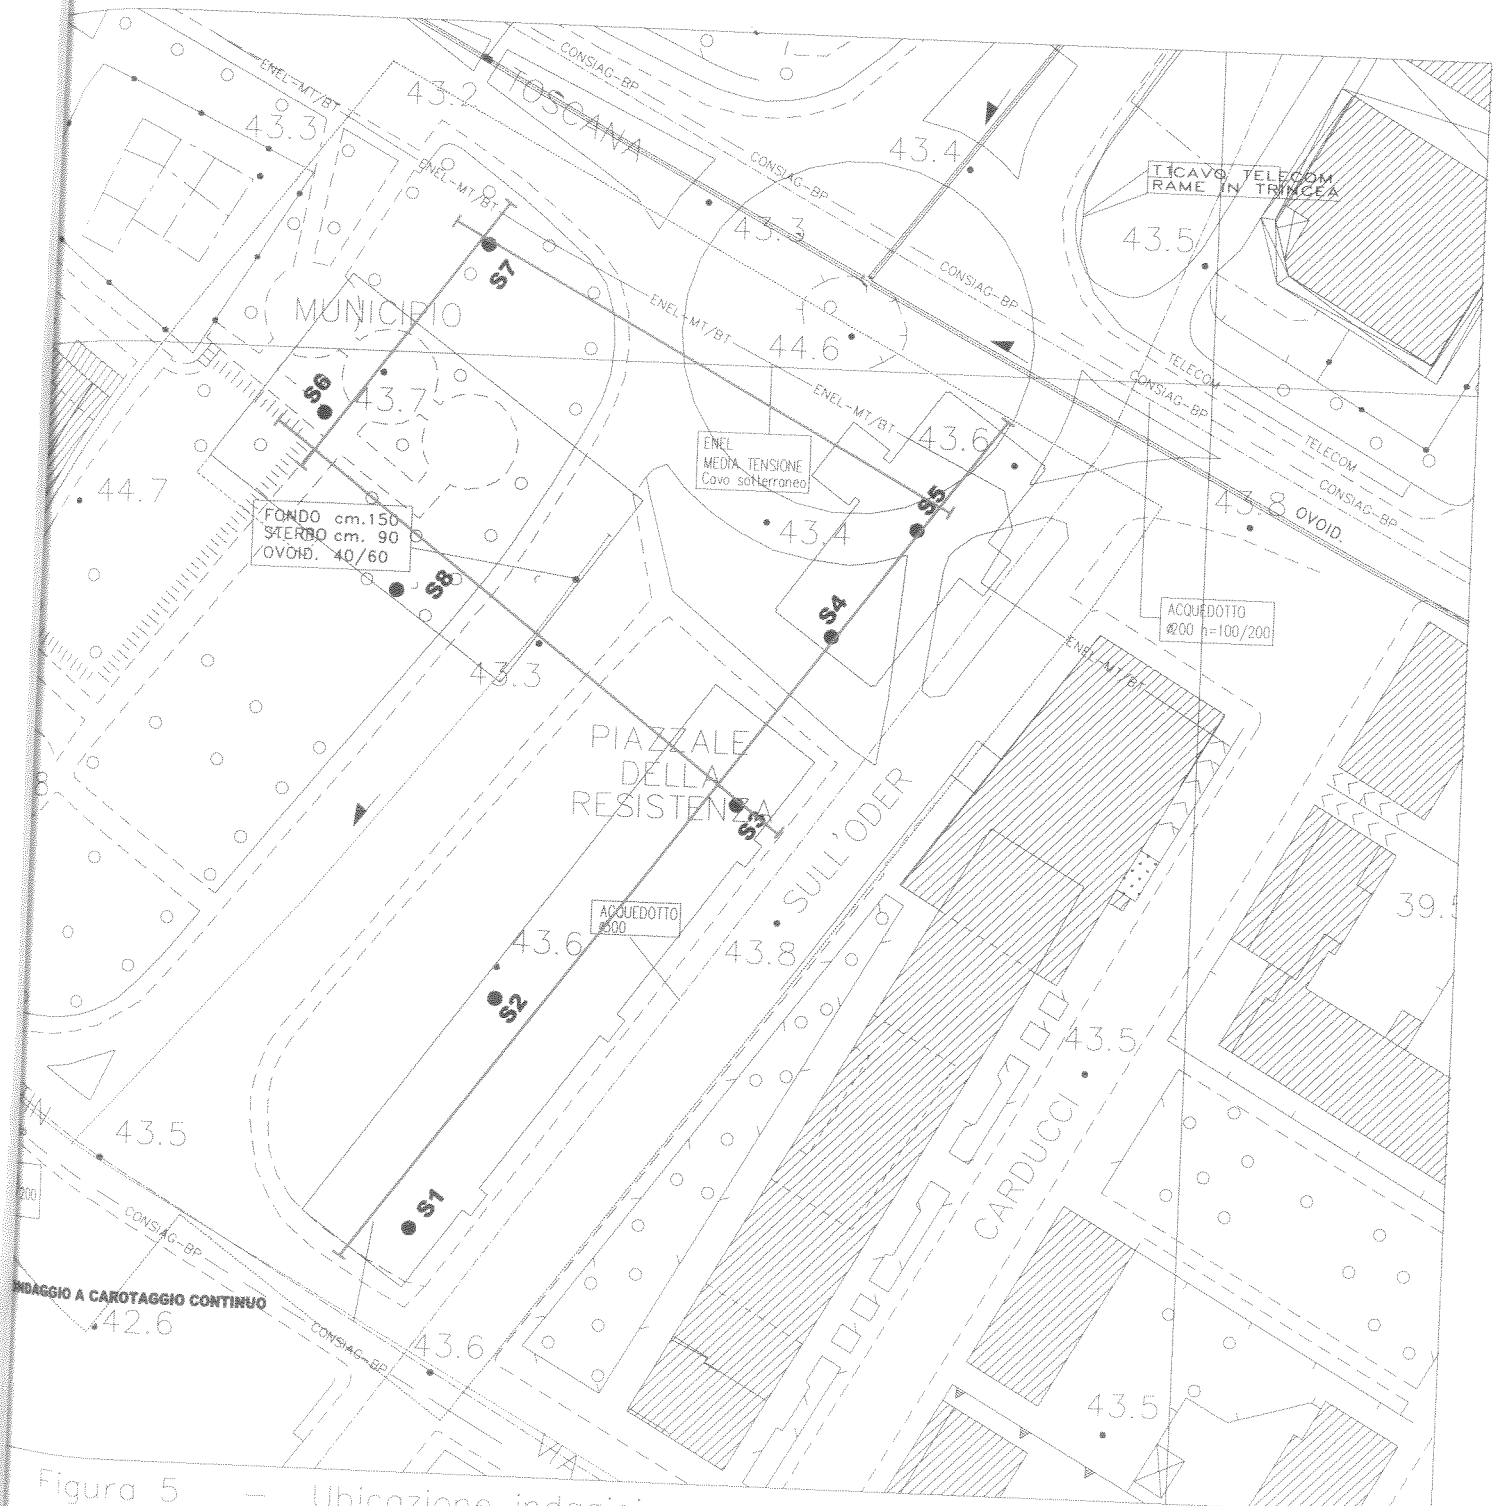 ENEL-MT/BT
43.2
TOSCANA
CONSIAG-BP
43.3
ENEL-MT/BT
CONSIAG-BP
43.4
TELECOM
RAME IN TRINCEA
43.3
43.5
S7
MUNICIPIO
ENEL-MT/BT
CONSIAG-BP
44.6
TELECOM
CONSIAG-BP
S6
43.7
ENEL-MT/BT
43.6
ENEL
MEDIA TENSIONE
Cavo sotterraneo
TELECOM
CONSIAG-BP
44.7
S5
43.8 OVOID.
FONDO cm.150
STERRO cm. 90
OVOID. 40/60
43.4
S8
S4
ACQUEDOTTO
ø200 h=100/200
ENEL-MT/BT
43.3
PIAZZALE
DELLA
RESISTENZA
S3
SULL'ODER
8
ACQUEDOTTO
ø300
39.5
43.6
43.8
S2
43.5
43.5
CARDUCCI
200
S1
CONSIAG-BP
INDAGGIO A CAROTAGGIO CONTINUO
42.6
CONSIAG-BP
43.6
43.5
VIA
Figura 5 - Ubicazione indagini